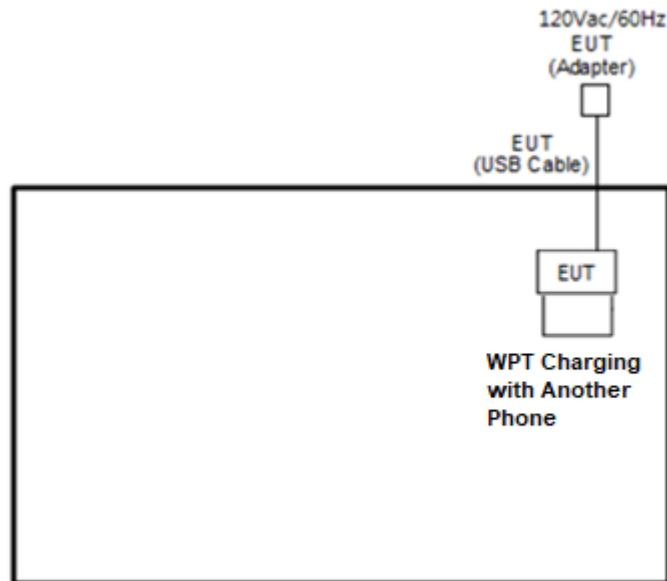 120Vac/60Hz
EUT
(Adapter)
EUT
(USB Cable)
EUT
WPT Charging
with Another
Phone